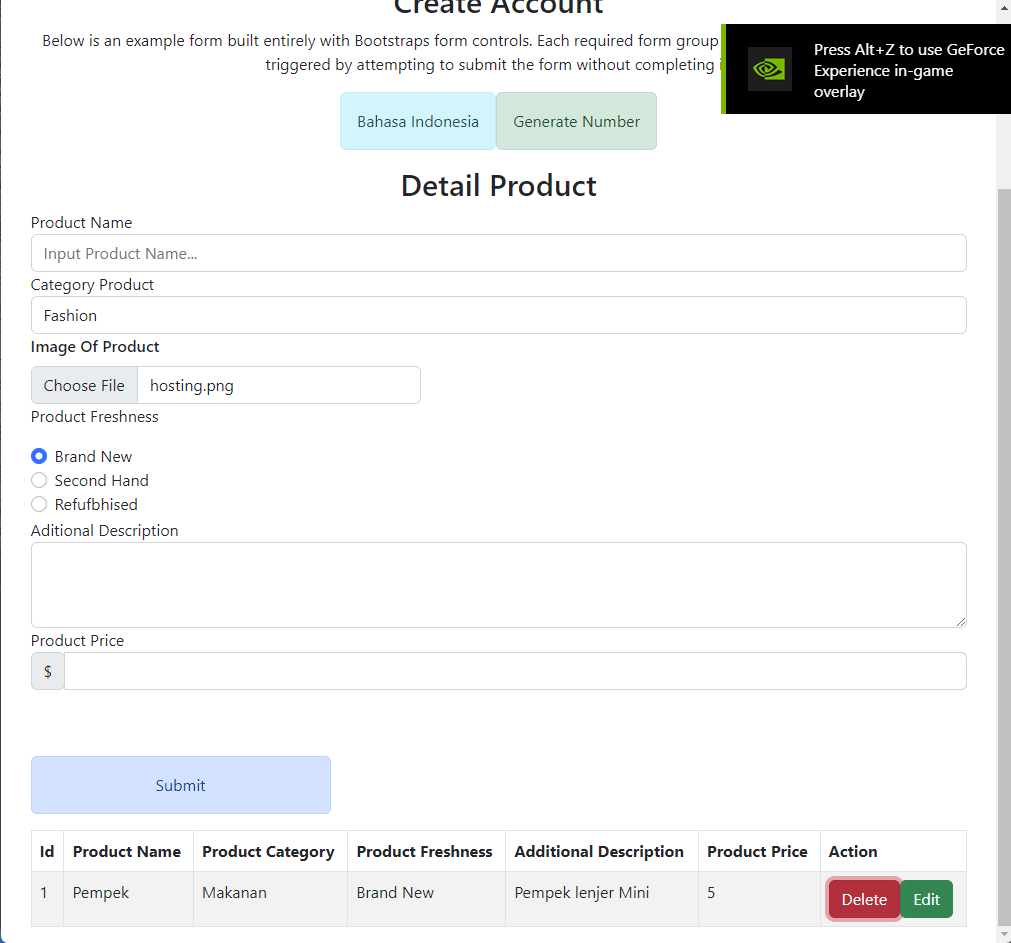 Create Account
Below is an example form built entirely with Bootstraps form controls. Each required form group
triggered by attempting to submit the form without completing
Press Alt+Z to use GeForce
Experience in-game
overlay
Bahasa Indonesia Generate Number
Detail Product
Product Name
Input Product Name...
Category Product
Fashion
Image Of Product
Choose File hosting.png
Product Freshness
Brand New
Second Hand
Refufbhised
Aditional Description
Product Price
$
Submit
Id Product Name Product Category Product Freshness Additional Description Product Price Action
1 Pempek Makanan Brand New Pempek lenjer Mini 5 Delete Edit